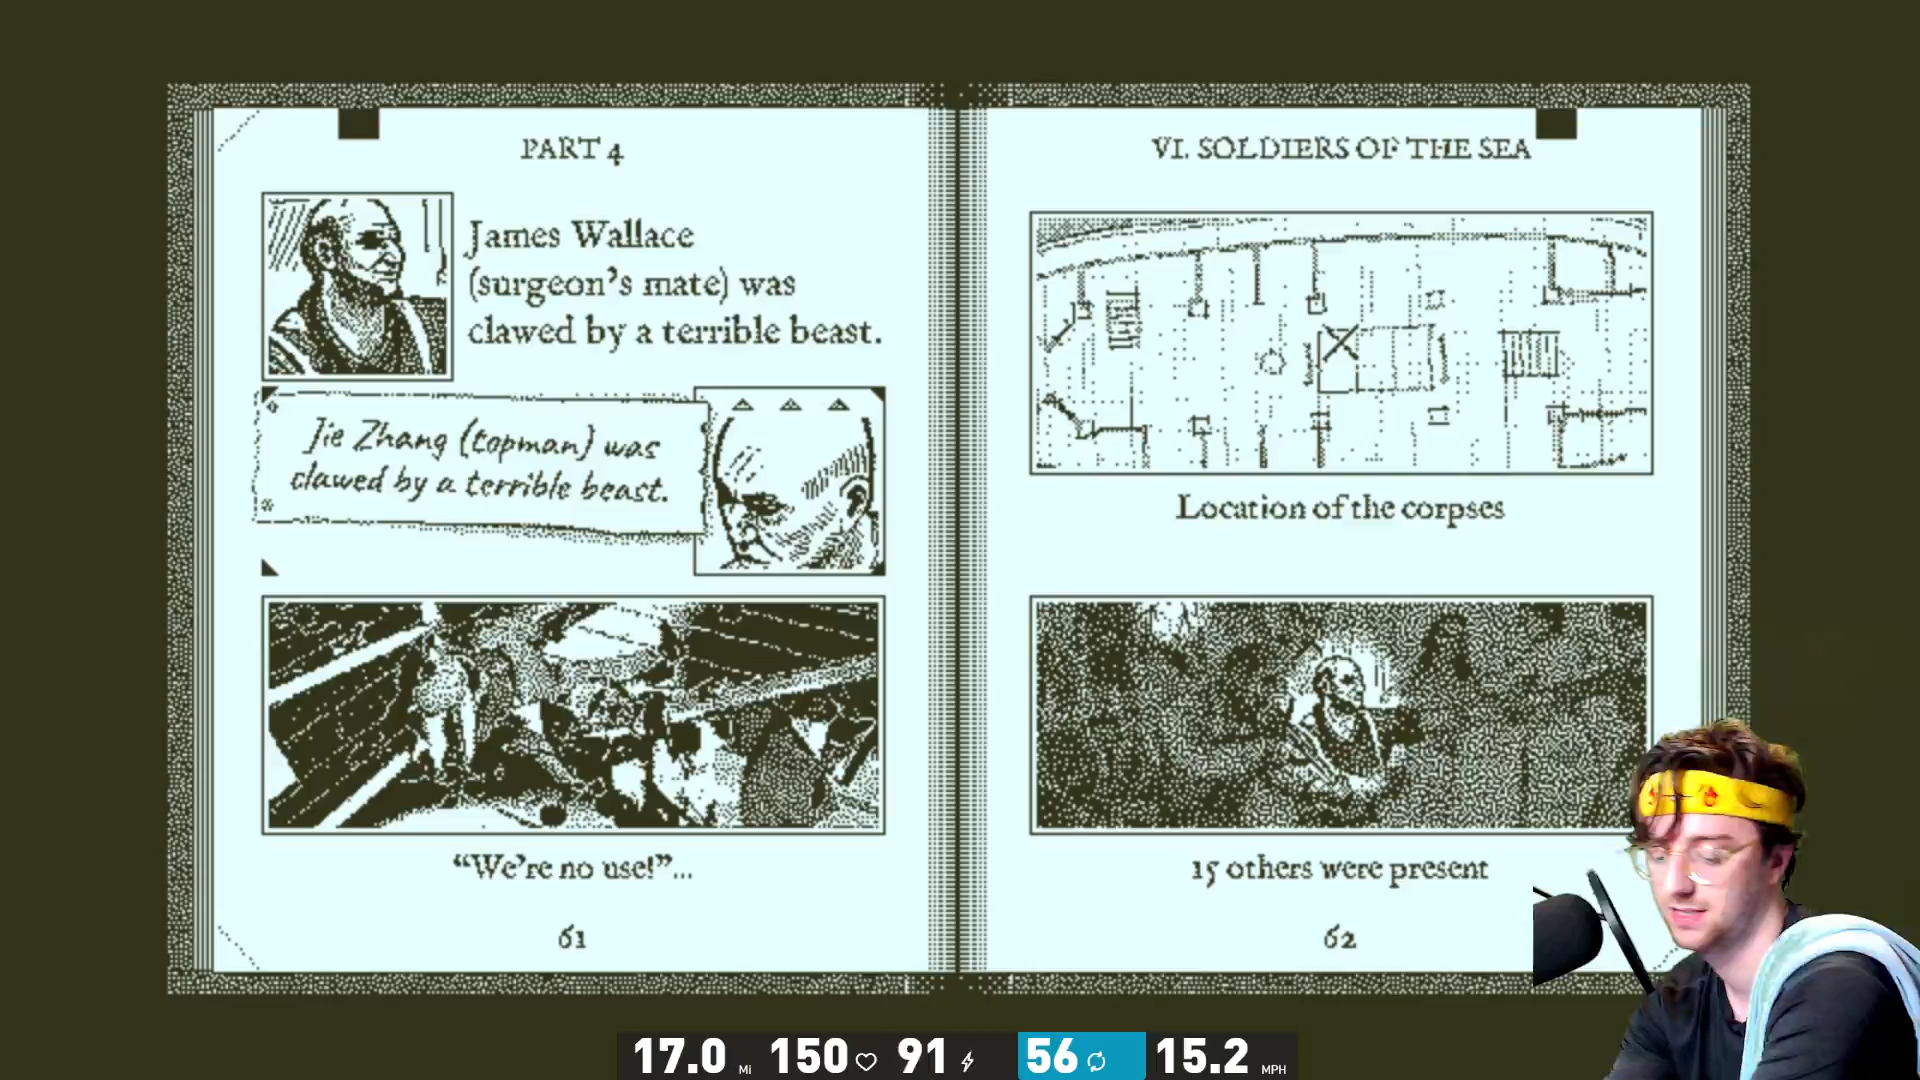 PART 4
James Wallace
(surgeon's mate) was
clawed by a terrible beast.
Jie Zhang (topman) was
clawed by a terrible beast.
"We're no use!"...
61
VI. SOLDIERS OF THE SEA
Location of the corpses
15 others were present
62
17.0 MI 150 91 56 15.2 MPH